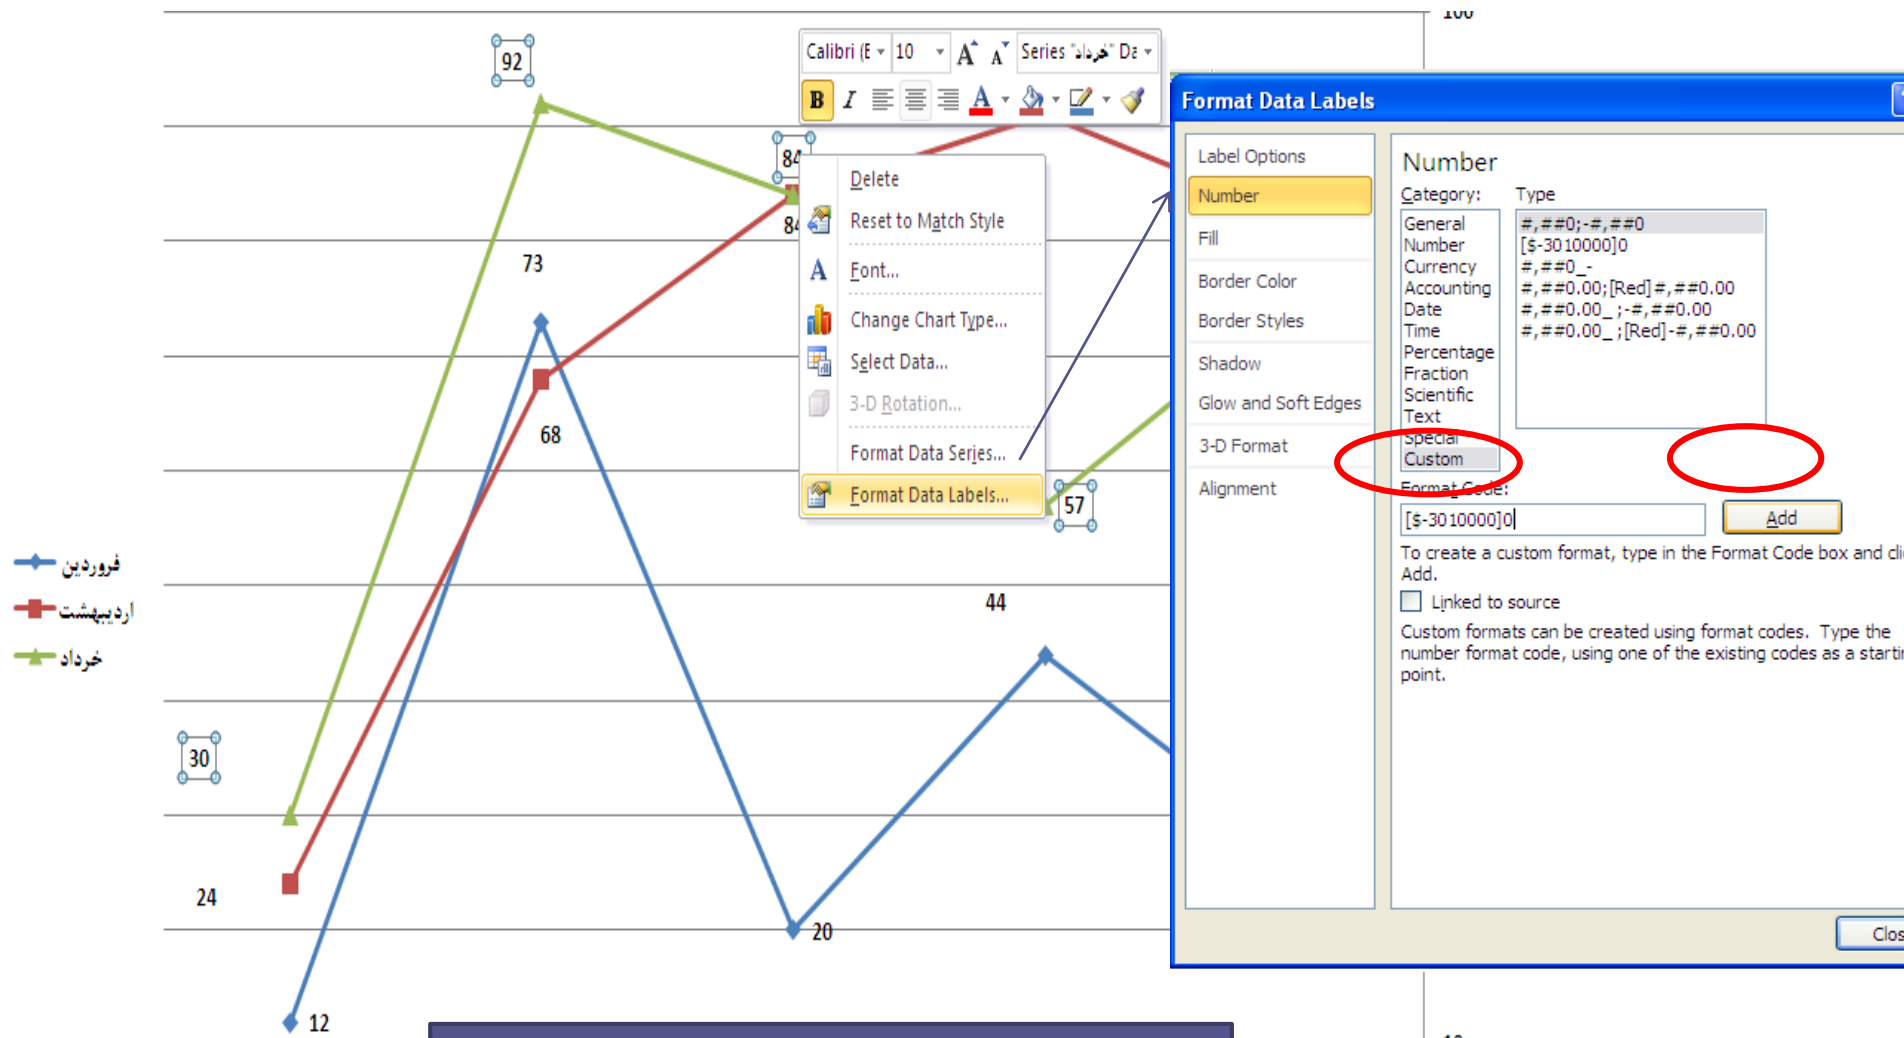 100
92
Calibri (E 10 A A Series "خرداد" Da
B I A
84
84
73
68
57
44
30
24
20
12
فروردین
اردیبهشت
خرداد
Delete
Reset to Match Style
A Font...
Change Chart Type...
Select Data...
3-D Rotation...
Format Data Series...
Format Data Labels...
Format Data Labels
Label Options
Number
Fill
Border Color
Border Styles
Shadow
Glow and Soft Edges
3-D Format
Alignment
Number
Category: Type
General
Number
Currency
Accounting
Date
Time
Percentage
Fraction
Scientific
Text
Special
Custom
#,##0;-#,##0
[$-3010000]0
#,##0_-
#,##0.00;[Red]#,##0.00
#,##0.00_ ;-#,##0.00
#,##0.00_ ;[Red]-#,##0.00
Format Code:
[$-3010000]0
Add
To create a custom format, type in the Format Code box and cli
Add.
Linked to source
Custom formats can be created using format codes. Type the
number format code, using one of the existing codes as a startin
point.
Clos